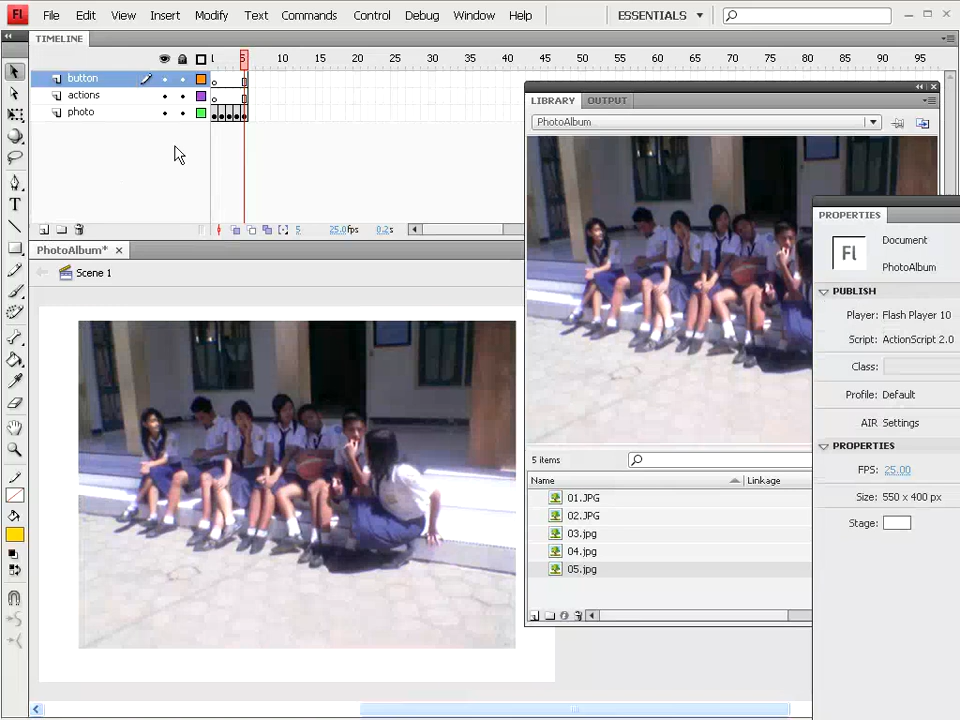 Fl File Edit View Insert Modify Text Commands Control Debug Window Help ESSENTIALS
TIMELINE
1 5 10 15 20 25 30 35 40 45 50 55 60 65 70 75 80 85 90 95
button
actions
photo
5 25.0fps 0.2s
LIBRARY OUTPUT
PhotoAlbum
PhotoAlbum*
Scene 1
5 items
Name Linkage
01.JPG
02.JPG
03.jpg
04.jpg
05.jpg
PROPERTIES
Fl
Document
PhotoAlbum
PUBLISH
Player: Flash Player 10
Script: ActionScript 2.0
Class:
Profile: Default
AIR Settings
PROPERTIES
FPS: 25.00
Size: 550 x 400 px
Stage:
T